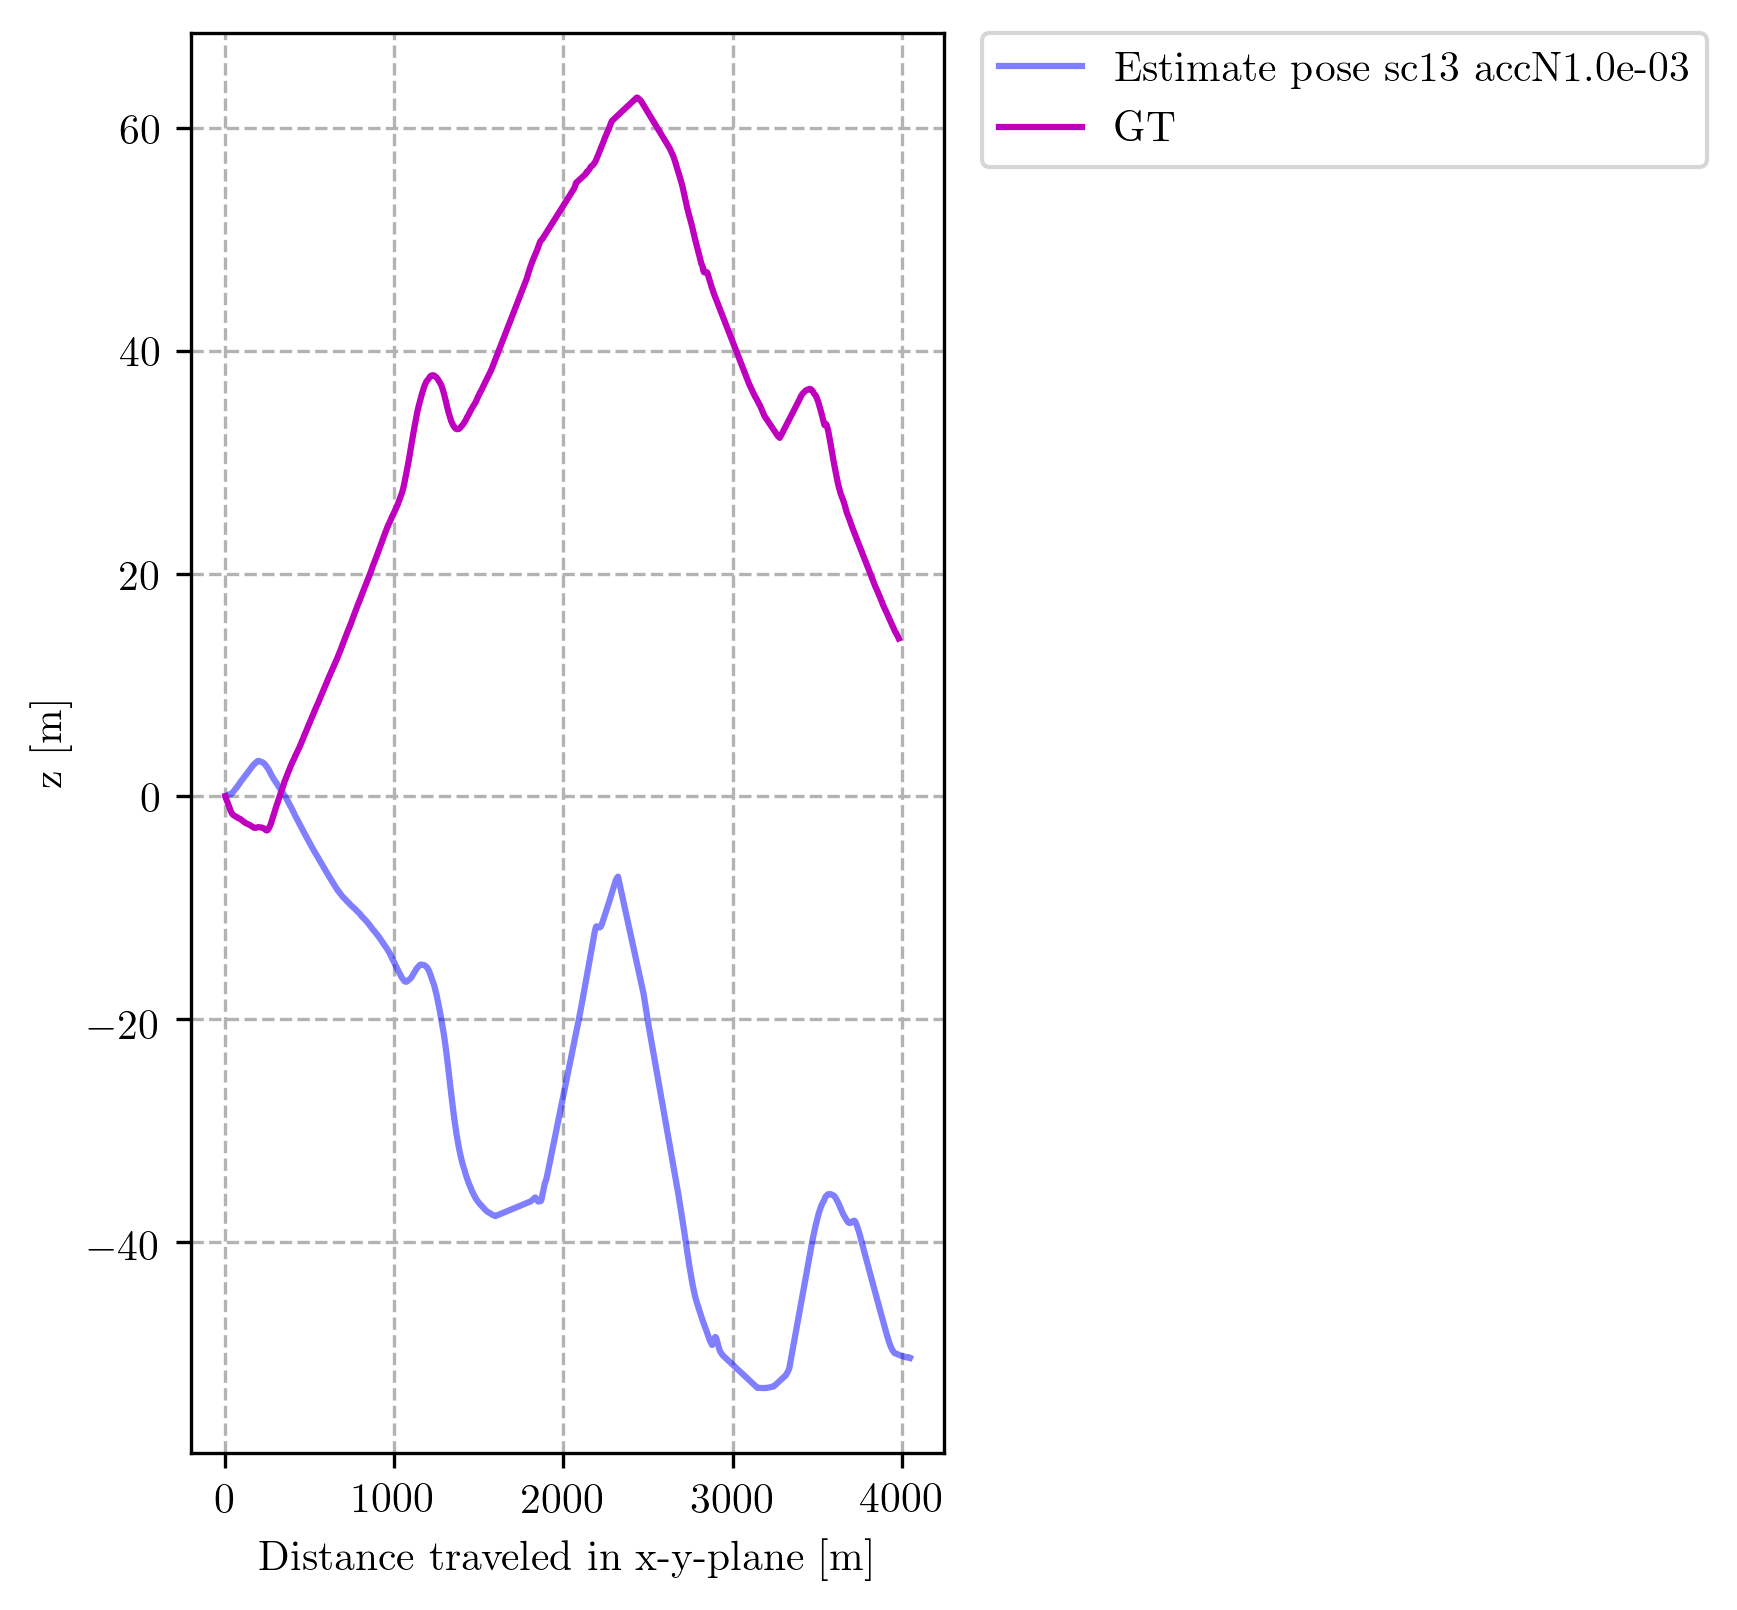 Estimate pose sc13 accN1.0e-03
GT
60
40
20
0
−20
−40
z [m]
0 1000 2000 3000 4000
Distance traveled in x-y-plane [m]